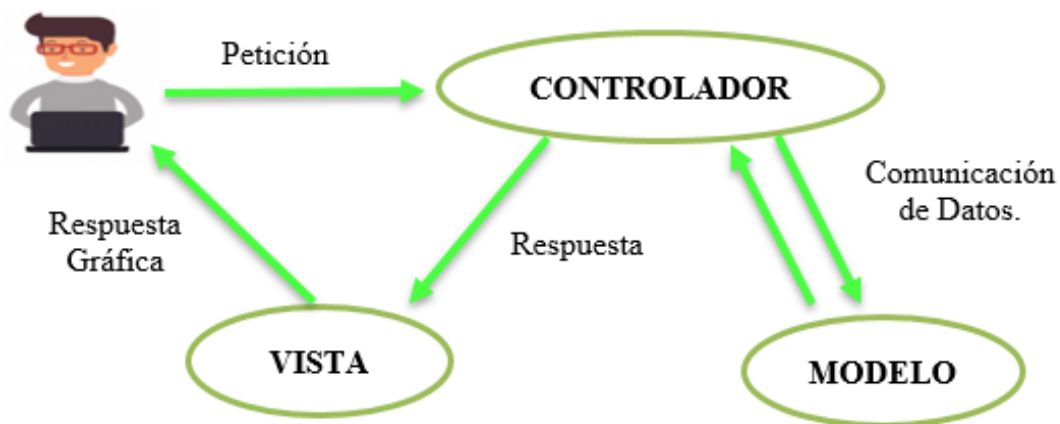 Petición
CONTROLADOR
Comunicación
de Datos.
Respuesta
Gráfica
Respuesta
VISTA
MODELO